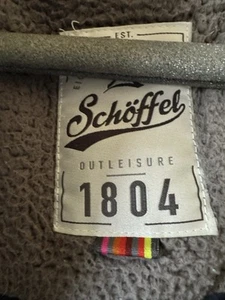 EST.
Schöffel
OUTLEISURE
1804